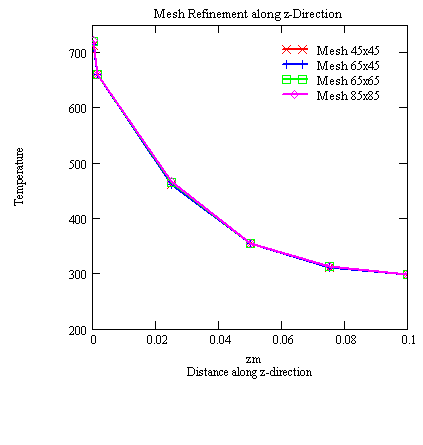 Mesh Refinement along z-Direction
700
600
500
400
300
200
Temperature
Mesh 45x45
Mesh 65x45
Mesh 65x65
Mesh 85x85
0
0.02
0.04
0.06
0.08
0.1
zm
Distance along z-direction